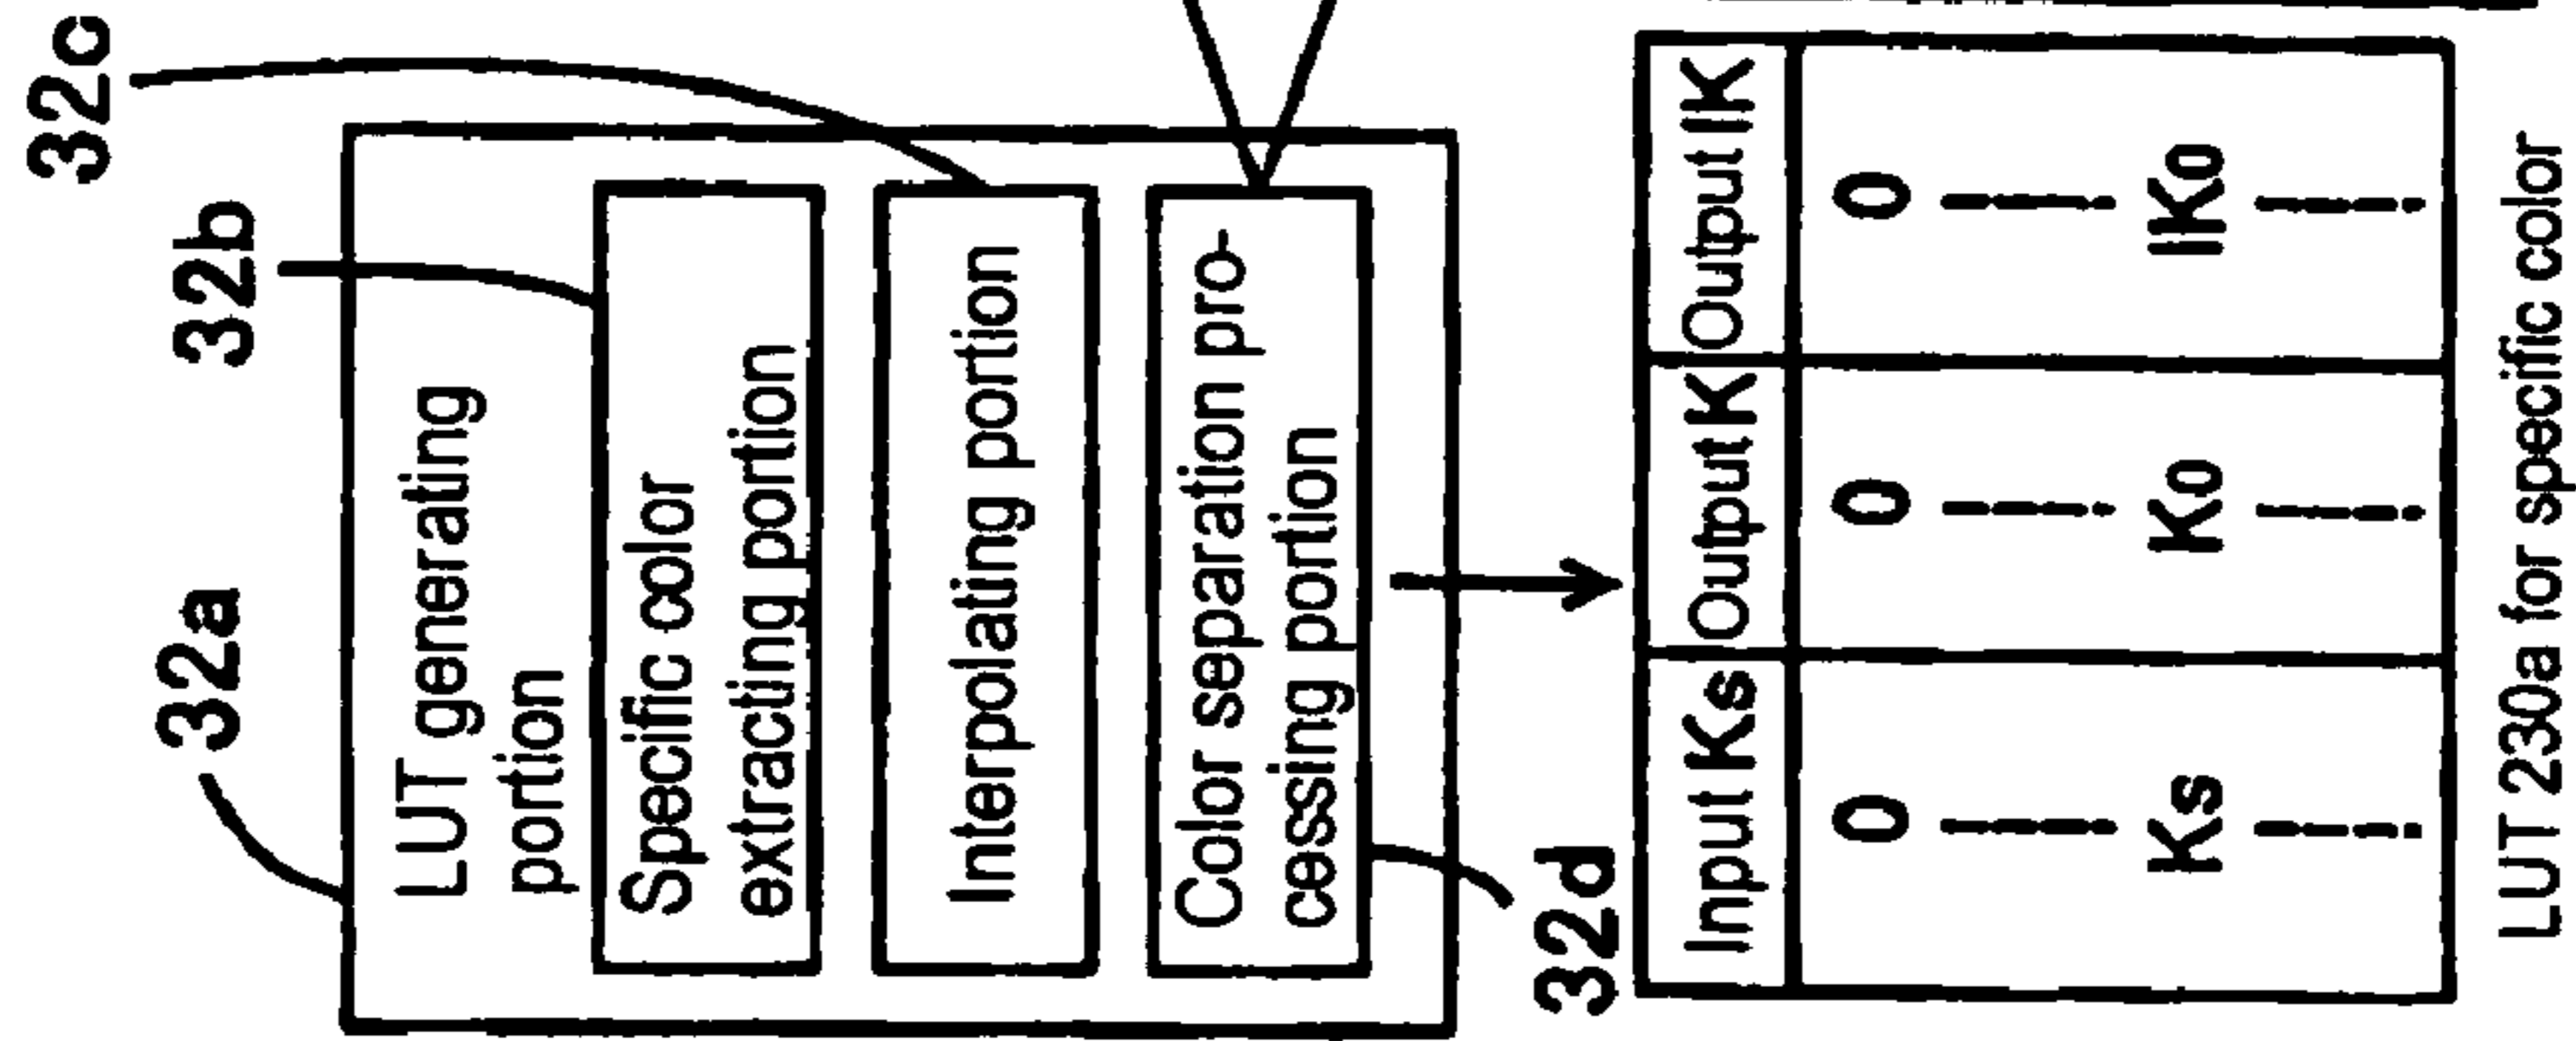 32a
32b
32c
LUT generating
portion
Specific color
extracting portion
Interpolating portion
Color separation pro-
cessing portion
32d
Input Ks Output K Output lK
0 0 0
Ks Ko lKo
LUT 230a for specific color